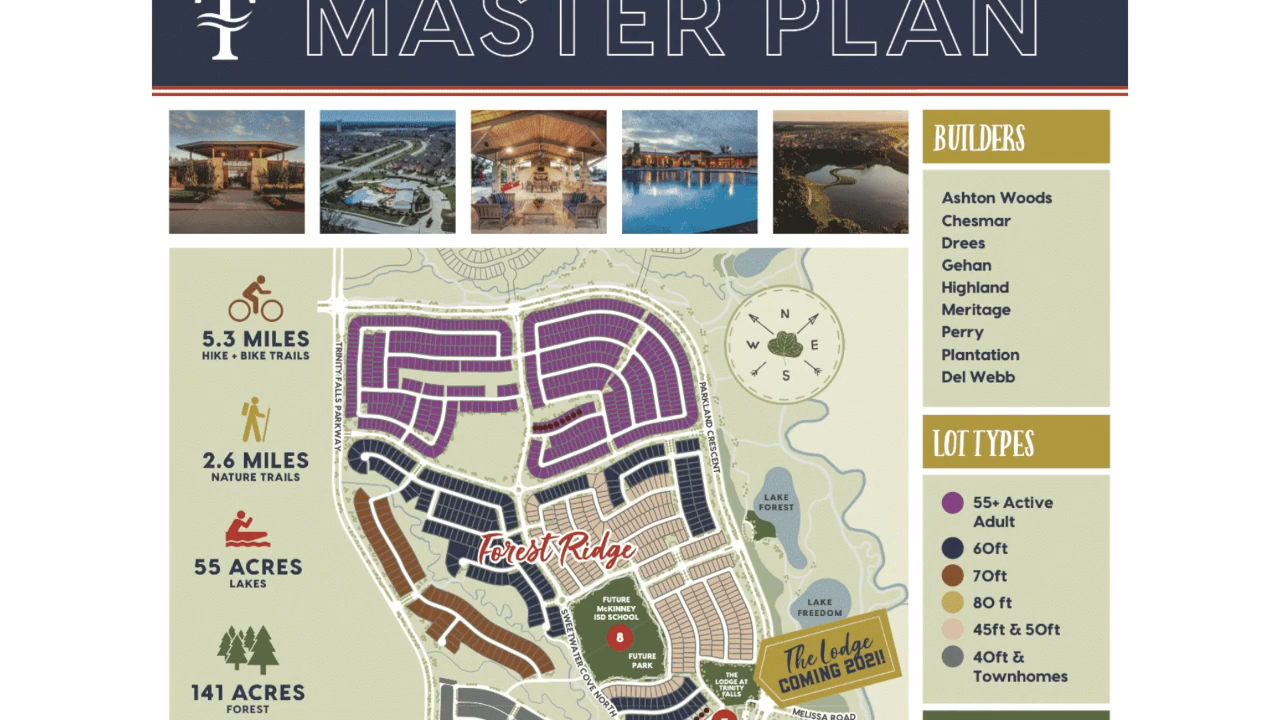 MASTER PLAN
BUILDERS
Ashton Woods
Chesmar
Drees
Gehan
Highland
Meritage
Perry
Plantation
Del Webb
LOT TYPES
55+ Active
Adult
60ft
70ft
80 ft
45ft & 50ft
40ft &
Townhomes
5.3 MILES
HIKE + BIKE TRAILS
2.6 MILES
NATURE TRAILS
55 ACRES
LAKES
141 ACRES
FOREST
TRINITY FALLS PARKWAY
PARKLAND CRESCENT
N
W E
S
LAKE
FOREST
Forest Ridge
LAKE
FREEDOM
FUTURE
McKINNEY
ISD SCHOOL
8
FUTURE
PARK
SWEETWATER COVE NORTH
The Lodge
COMING 2021!
THE
LODGE AT
TRINITY
FALLS
MELISSA ROAD